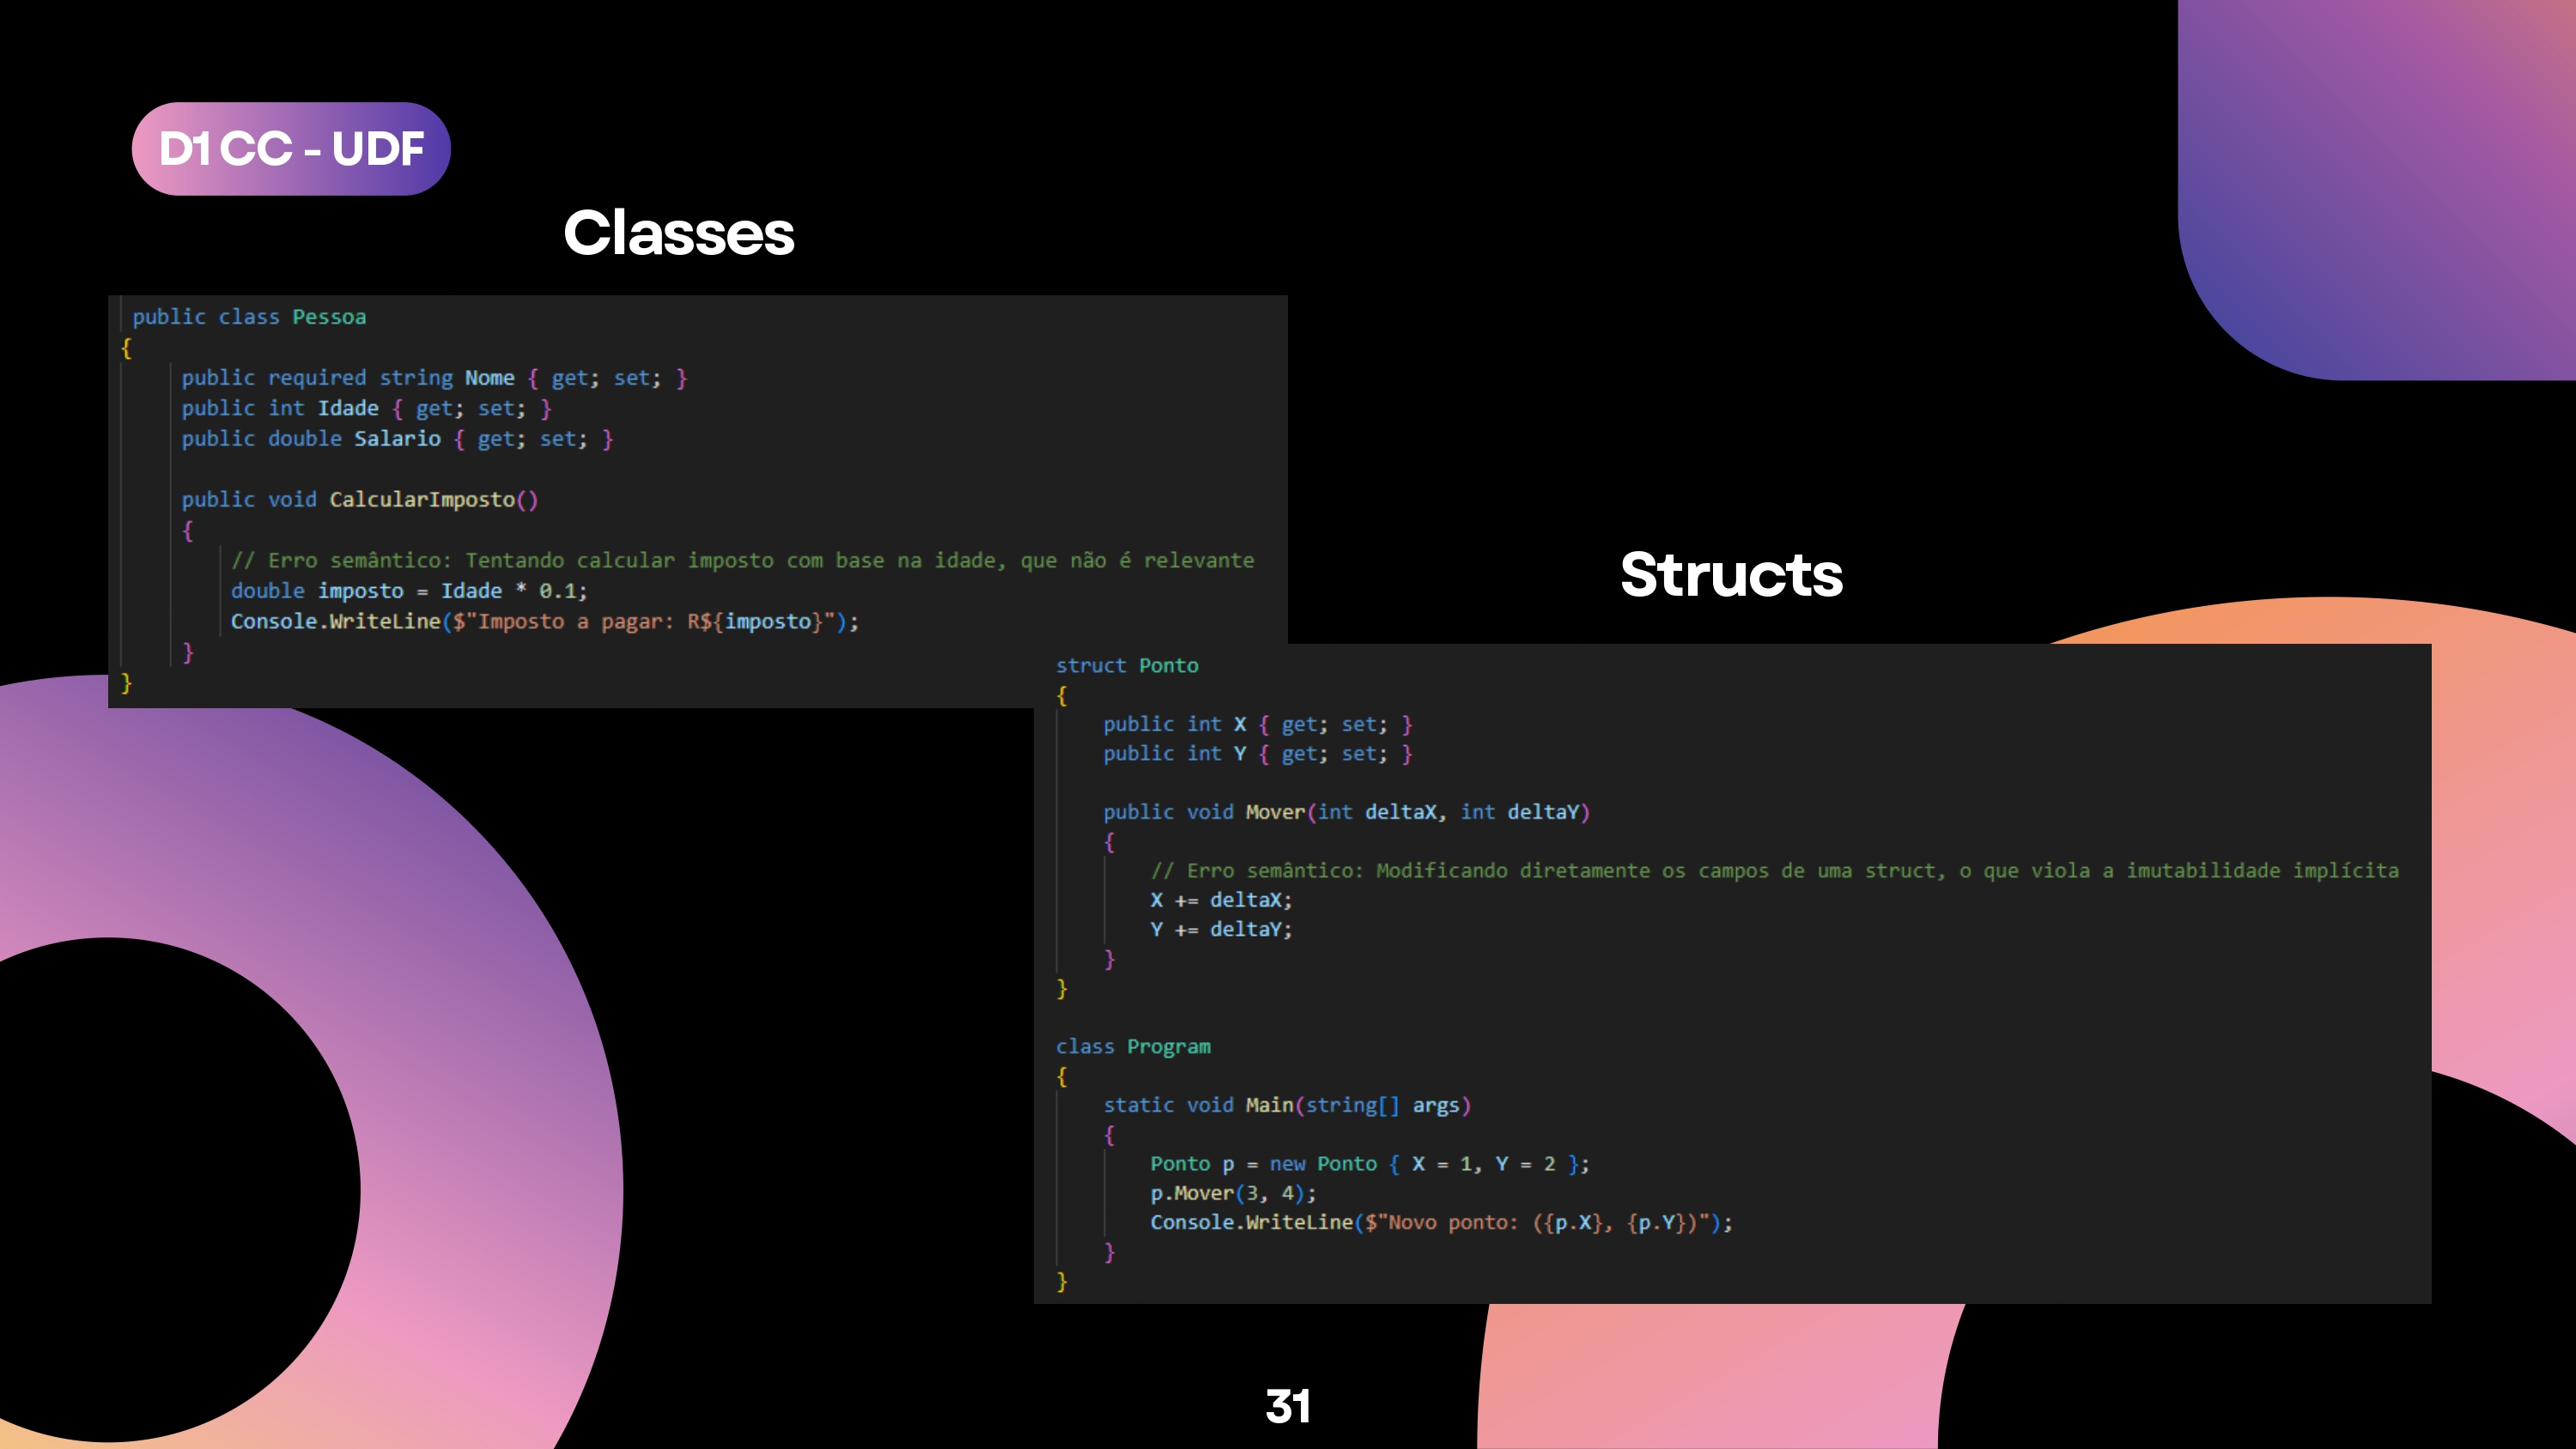 D1 CC - UDF
Classes
public class Pessoa
{
    public required string Nome { get; set; }
    public int Idade { get; set; }
    public double Salario { get; set; }

    public void CalcularImposto()
    {
        // Erro semântico: Tentando calcular imposto com base na idade, que não é relevante
        double imposto = Idade * 0.1;
        Console.WriteLine($"Imposto a pagar: R${imposto}");
    }
}
Structs
struct Ponto
{
    public int X { get; set; }
    public int Y { get; set; }

    public void Mover(int deltaX, int deltaY)
    {
        // Erro semântico: Modificando diretamente os campos de uma struct, o que viola a imutabilidade implícita
        X += deltaX;
        Y += deltaY;
    }
}

class Program
{
    static void Main(string[] args)
    {
        Ponto p = new Ponto { X = 1, Y = 2 };
        p.Mover(3, 4);
        Console.WriteLine($"Novo ponto: ({p.X}, {p.Y})");
    }
}
31